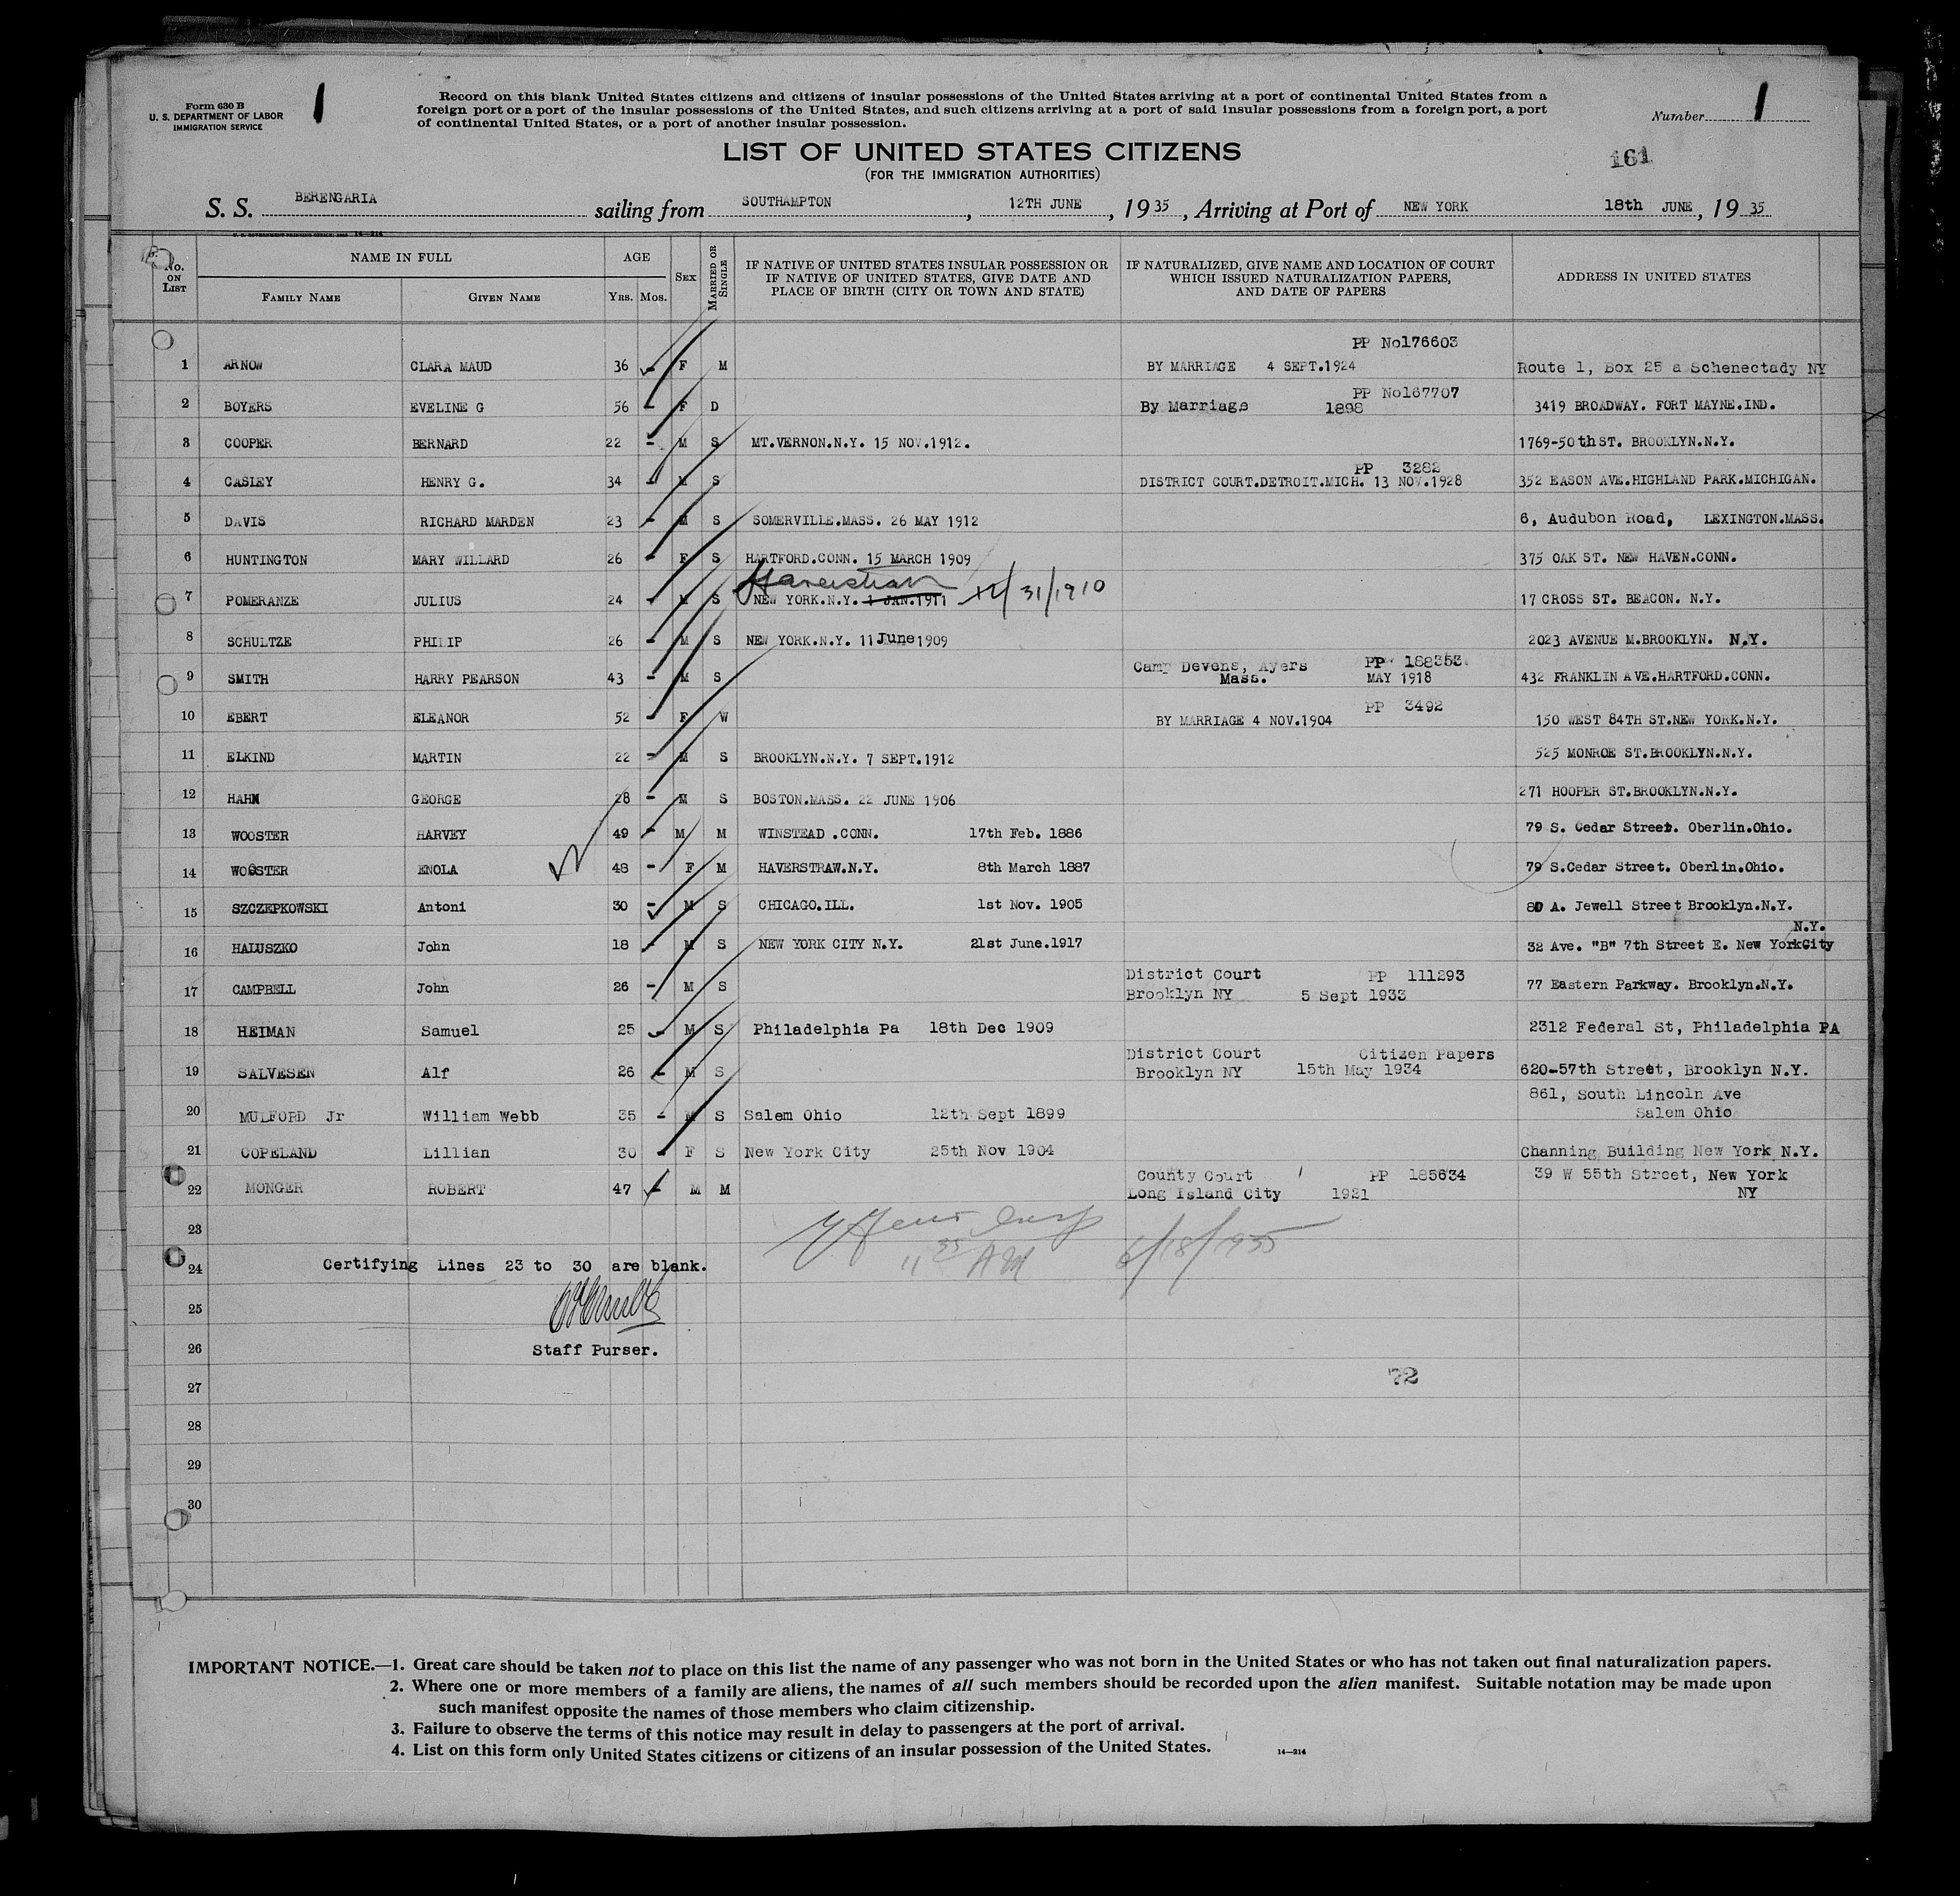 Form 630 B
U. S. DEPARTMENT OF LABOR
IMMIGRATION SERVICE
1
Record on this blank United States citizens and citizens of insular possessions of the United States arriving at a port of continental United States from a
foreign port or a port of the insular possessions of the United States, and such citizens arriving at a port of said insular possessions from a foreign port, a port
of continental United States, or a port of another insular possession.
Number 1
LIST OF UNITED STATES CITIZENS
(FOR THE IMMIGRATION AUTHORITIES)
161
S. S. BERENGARIA sailing from SOUTHAMPTON, 12TH JUNE, 1935, Arriving at Port of NEW YORK 18th JUNE, 1935
No. ON LIST
NAME IN FULL
FAMILY NAME GIVEN NAME
AGE
YRS. MOS.
SEX
MARRIED OR SINGLE
IF NATIVE OF UNITED STATES INSULAR POSSESSION OR
IF NATIVE OF UNITED STATES, GIVE DATE AND
PLACE OF BIRTH (CITY OR TOWN AND STATE)
IF NATURALIZED, GIVE NAME AND LOCATION OF COURT
WHICH ISSUED NATURALIZATION PAPERS,
AND DATE OF PAPERS
ADDRESS IN UNITED STATES
PP No176603
1 ARNOW CLARA MAUD 36 F M BY MARRIAGE 4 SEPT.1924 Route 1, Box 25 a Schenectady NY
PP No167707
2 BOYERS EVELINE G 56 - F D By Marriage 1898 3419 BROADWAY. FORT MAYNE.IND.
3 COOPER BERNARD 22 - M S MT.VERNON.N.Y. 15 NOV.1912. 1769-50thST. BROOKLYN.N.Y.
PP 3282
4 CASLEY HENRY G. 34 - M S DISTRICT COURT.DETROIT.MICH. 13 NOV.1928 352 EASON AVE.HIGHLAND PARK.MICHIGAN.
5 DAVIS RICHARD MARDEN 23 - M S SOMERVILLE.MASS. 26 MAY 1912 6, Audubon Road, LEXINGTON.MASS.
6 HUNTINGTON MARY WILLARD 26 - F S HARTFORD.CONN. 15 MARCH 1909 375 OAK ST. NEW HAVEN.CONN.
7 POMERANZE JULIUS 24 - M S NEW YORK.N.Y. 1 JAN.1911 12/31/1910 17 CROSS ST. BEACON. N.Y.
8 SCHULTZE PHILIP 26 - M S NEW YORK.N.Y. 11 June 1909 2023 AVENUE M.BROOKLYN. N.Y.
Camp Devens, Ayers PP 188353
9 SMITH HARRY PEARSON 43 - M S Mass. MAY 1918 432 FRANKLIN AVE.HARTFORD.CONN.
PP 3492
10 EBERT ELEANOR 52 - F W BY MARRIAGE 4 NOV.1904 150 WEST 84TH ST.NEW YORK.N.Y.
11 ELKIND MARTIN 22 - M S BROOKLYN.N.Y. 7 SEPT.1912 525 MONROE ST.BROOKLYN.N.Y.
12 HAHN GEORGE 28 - M S BOSTON.MASS. 22 JUNE 1906 271 HOOPER ST.BROOKLYN.N.Y.
13 WOOSTER HARVEY 49 - M M WINSTEAD .CONN. 17th Feb. 1886 79 S. Cedar Street. Oberlin.Ohio.
14 WOOSTER ENOLA 48 - F M HAVERSTRAW.N.Y. 8th March 1887 79 S.Cedar Street. Oberlin.Ohio.
15 SZCZEPKOWSKI Antoni 30 - M S CHICAGO.ILL. 1st Nov. 1905 80 A. Jewell Street Brooklyn.N.Y.
N.Y.
16 HALUSZKO John 18 - M S NEW YORK CITY N.Y. 21st June.1917 32 Ave. "B" 7th Street E. New YorkCity
District Court PP 111293
17 CAMPBELL John 26 - M S Brooklyn NY 5 Sept 1933 77 Eastern Parkway. Brooklyn.N.Y.
18 HEIMAN Samuel 25 - M S Philadelphia Pa 18th Dec 1909 2312 Federal St, Philadelphia PA
District Court Citizen Papers
19 SALVESEN Alf 26 - M S Brooklyn NY 15th May 1934 620-57th Street, Brooklyn N.Y.
861, South Lincoln Ave
20 MULFORD Jr William Webb 35 - M S Salem Ohio 12th Sept 1899 Salem Ohio
21 COPELAND Lillian 30 - F S New York City 25th Nov 1904 Channing Building New York N.Y.
County Court PP 185634 39 W 55th Street, New York
22 MONGER ROBERT 47 - M M Long Island City 1921 NY
23
11 35 AM 6/18/1935
24 Certifying Lines 23 to 30 are blank.
25
26 Staff Purser.
72
27
28
29
30
IMPORTANT NOTICE.—1. Great care should be taken not to place on this list the name of any passenger who was not born in the United States or who has not taken out final naturalization papers.
2. Where one or more members of a family are aliens, the names of all such members should be recorded upon the alien manifest. Suitable notation may be made upon
such manifest opposite the names of those members who claim citizenship.
3. Failure to observe the terms of this notice may result in delay to passengers at the port of arrival.
4. List on this form only United States citizens or citizens of an insular possession of the United States.
14—214